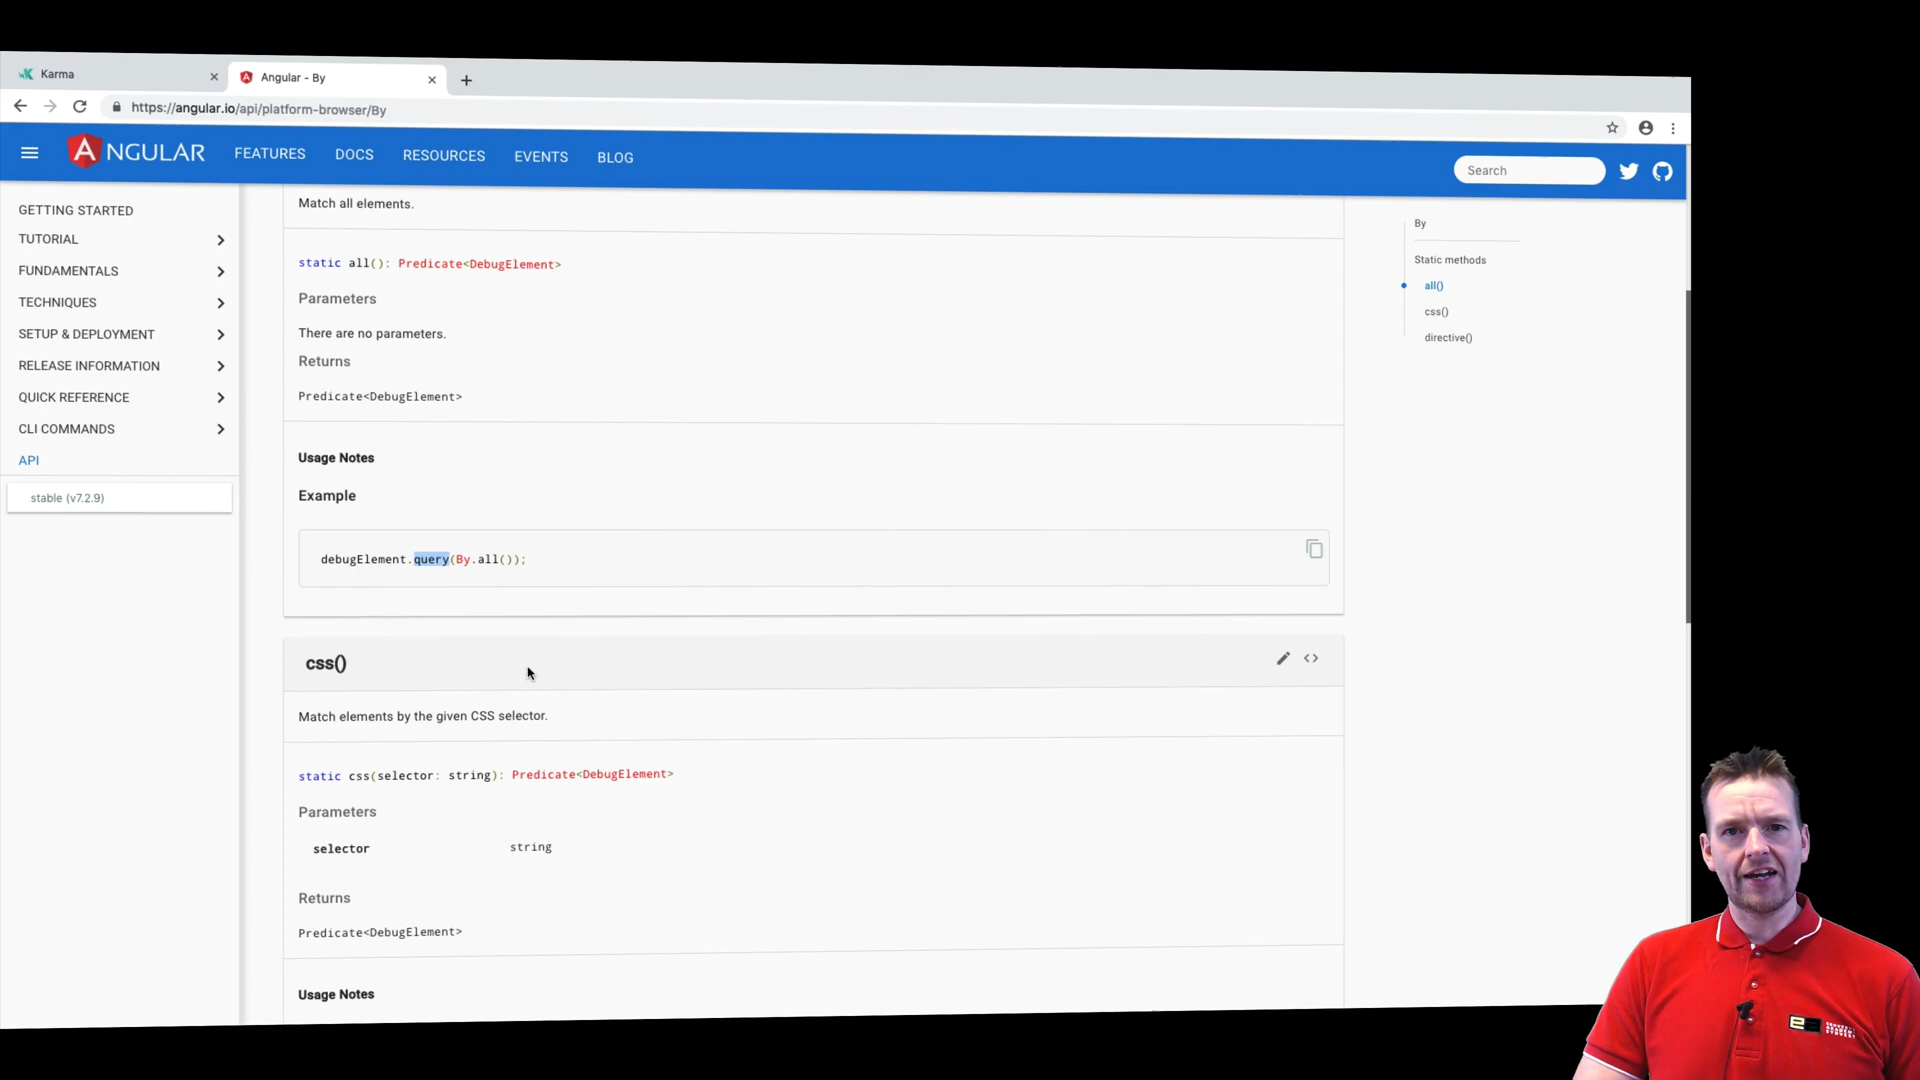 Karma
Angular - By
https://angular.io/api/platform-browser/By
ANGULAR
FEATURES
DOCS
RESOURCES
EVENTS
BLOG
Search
GETTING STARTED
TUTORIAL
FUNDAMENTALS
TECHNIQUES
SETUP & DEPLOYMENT
RELEASE INFORMATION
QUICK REFERENCE
CLI COMMANDS
API
stable (v7.2.9)
Match all elements.
static all(): Predicate<DebugElement>
Parameters
There are no parameters.
Returns
Predicate<DebugElement>
Usage Notes
Example
debugElement.query(By.all());
css()
Match elements by the given CSS selector.
static css(selector: string): Predicate<DebugElement>
Parameters
selector string
Returns
Predicate<DebugElement>
Usage Notes
By
Static methods
all()
css()
directive()